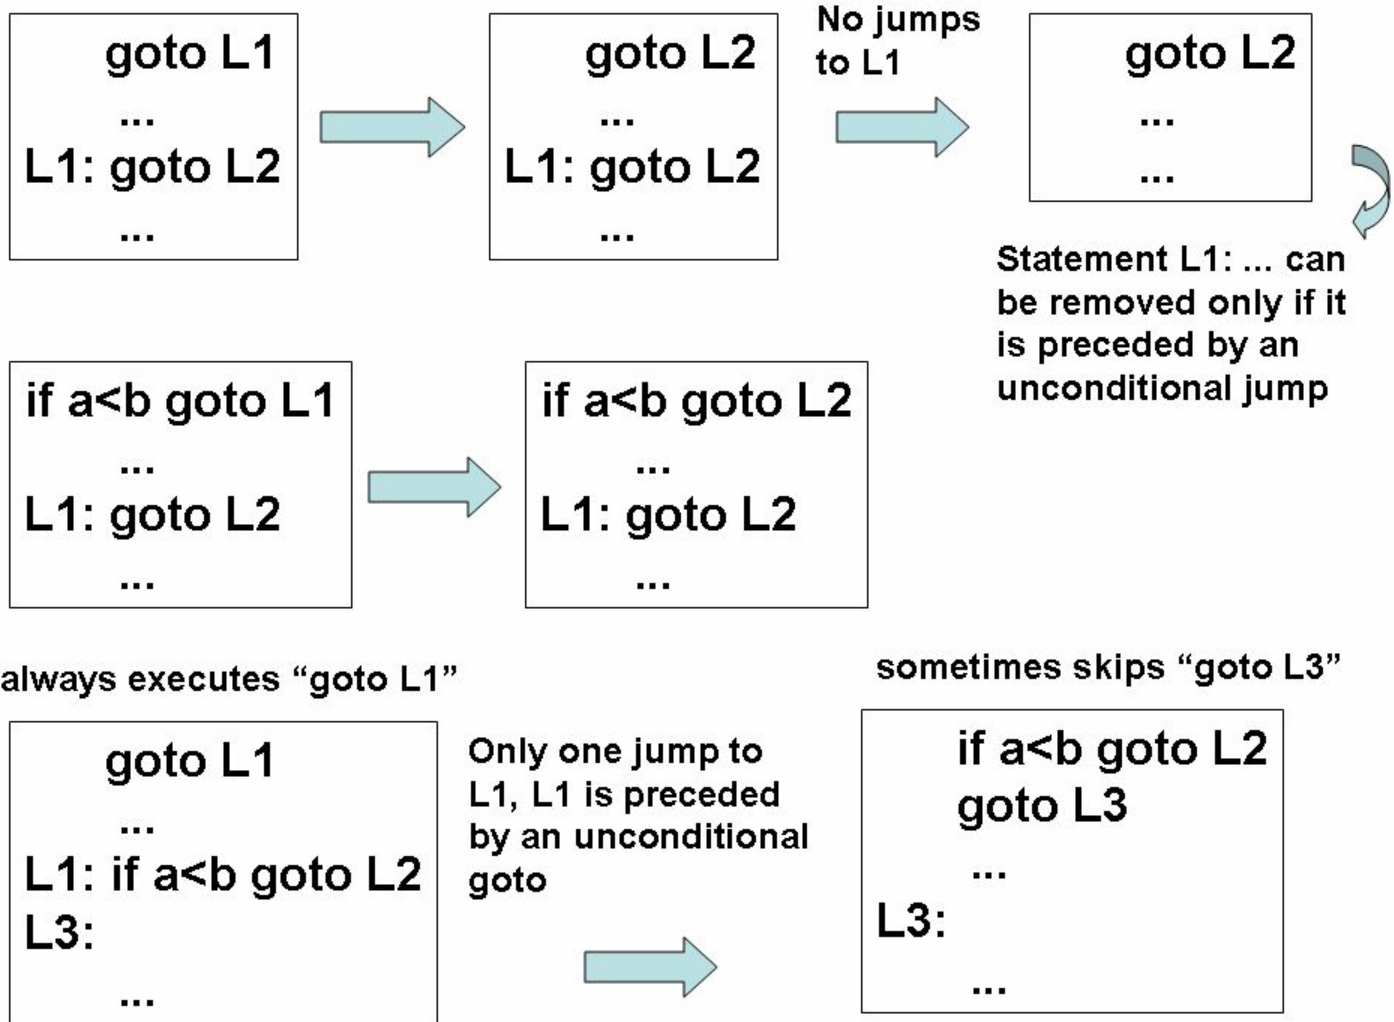 goto L1
...
L1: goto L2
...
goto L2
...
L1: goto L2
...
No jumps
to L1
goto L2
...
...
Statement L1: ... can
be removed only if it
is preceded by an
unconditional jump
if a<b goto L1
...
L1: goto L2
...
if a<b goto L2
...
L1: goto L2
...
always executes “goto L1”
goto L1
...
L1: if a<b goto L2
L3:
...
Only one jump to
L1, L1 is preceded
by an unconditional
goto
sometimes skips “goto L3”
if a<b goto L2
goto L3
...
L3:
...